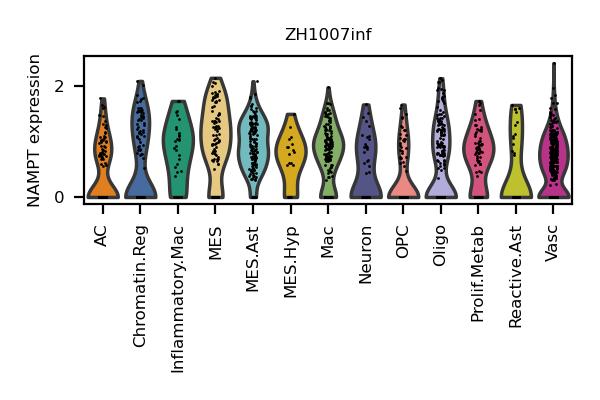 ZH1007inf
NAMPT expression
2
0
AC
Chromatin.Reg
Inflammatory.Mac
MES
MES.Ast
MES.Hyp
Mac
Neuron
OPC
Oligo
Prolif.Metab
Reactive.Ast
Vasc